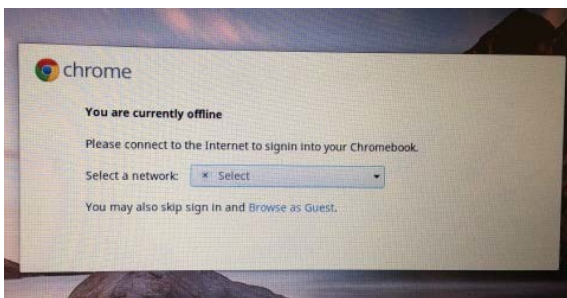 chrome
You are currently offline
Please connect to the Internet to signin into your Chromebook.
Select a network: Select
You may also skip sign in and Browse as Guest.